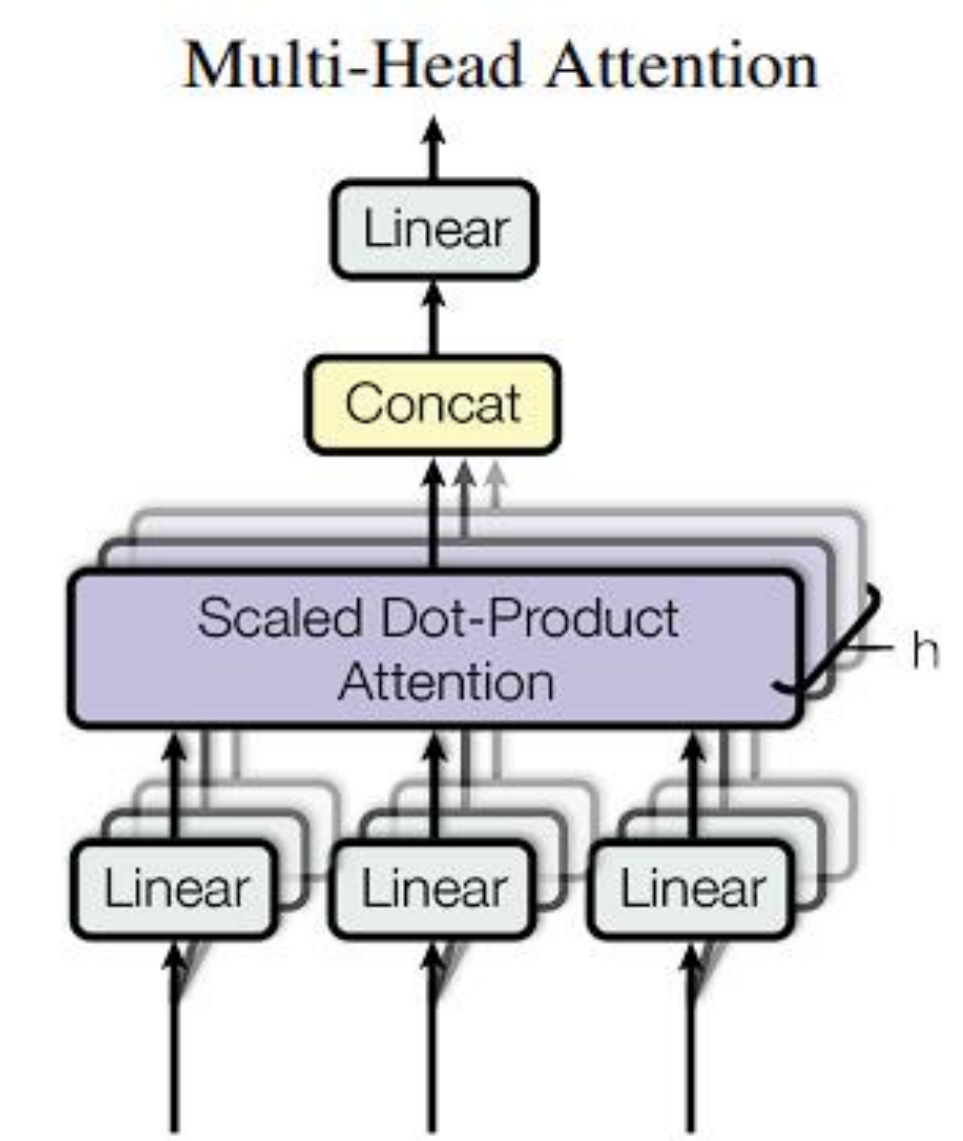 Multi-Head Attention
Linear
Concat
Scaled Dot-Product
Attention
h
Linear
Linear
Linear